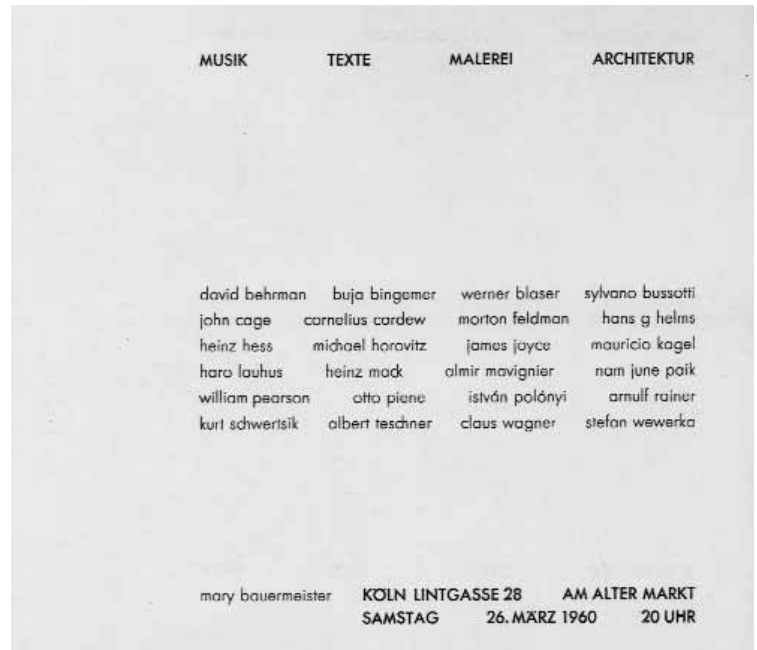 MUSIK TEXTE MALEREI ARCHITEKTUR
david behrman buja bingemer werner blaser sylvano bussotti
john cage cornelius cardew morton feldman hans g helms
heinz hess michael horovitz james joyce mauricio kagel
haro lauhus heinz mack almir mavignier nam june paik
william pearson otto piene istván polónyi arnulf rainer
kurt schwertsik albert teschner claus wagner stefan wewerka
mary bauermeister KÖLN LINTGASSE 28 AM ALTER MARKT
SAMSTAG 26. MÄRZ 1960 20 UHR